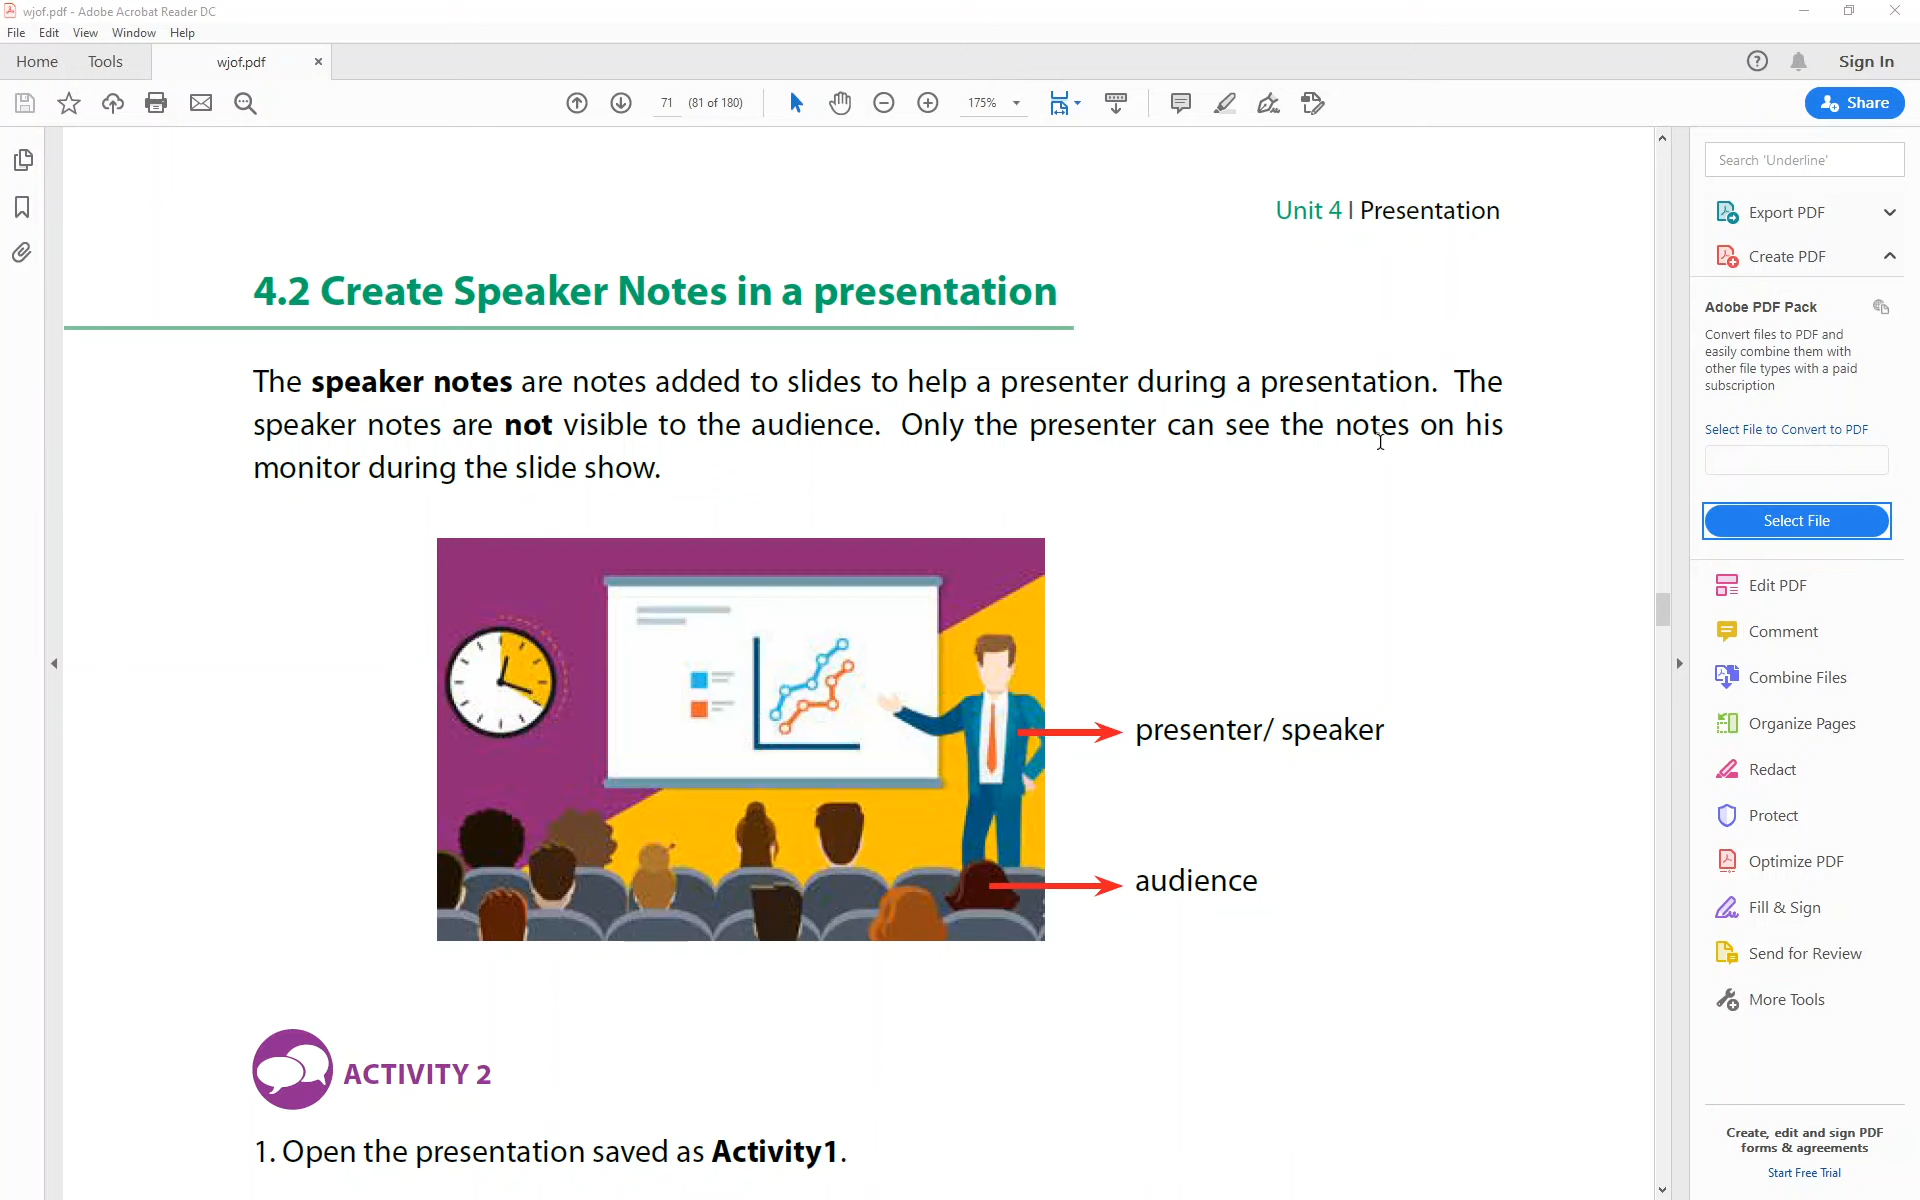 wjof.pdf - Adobe Acrobat Reader DC
File Edit View Window Help
Home Tools wjof.pdf × Sign In
71 (81 of 180) 175% Share
Search 'Underline'
Unit 4 | Presentation
Export PDF
Create PDF
4.2 Create Speaker Notes in a presentation
Adobe PDF Pack
Convert files to PDF and
easily combine them with
other file types with a paid
subscription
The speaker notes are notes added to slides to help a presenter during a presentation. The
speaker notes are not visible to the audience. Only the presenter can see the notes on his
monitor during the slide show.
Select File to Convert to PDF
Select File
Edit PDF
Comment
Combine Files
Organize Pages
Redact
Protect
Optimize PDF
Fill & Sign
Send for Review
More Tools
presenter/ speaker
audience
ACTIVITY 2
1. Open the presentation saved as Activity1.
Create, edit and sign PDF
forms & agreements
Start Free Trial